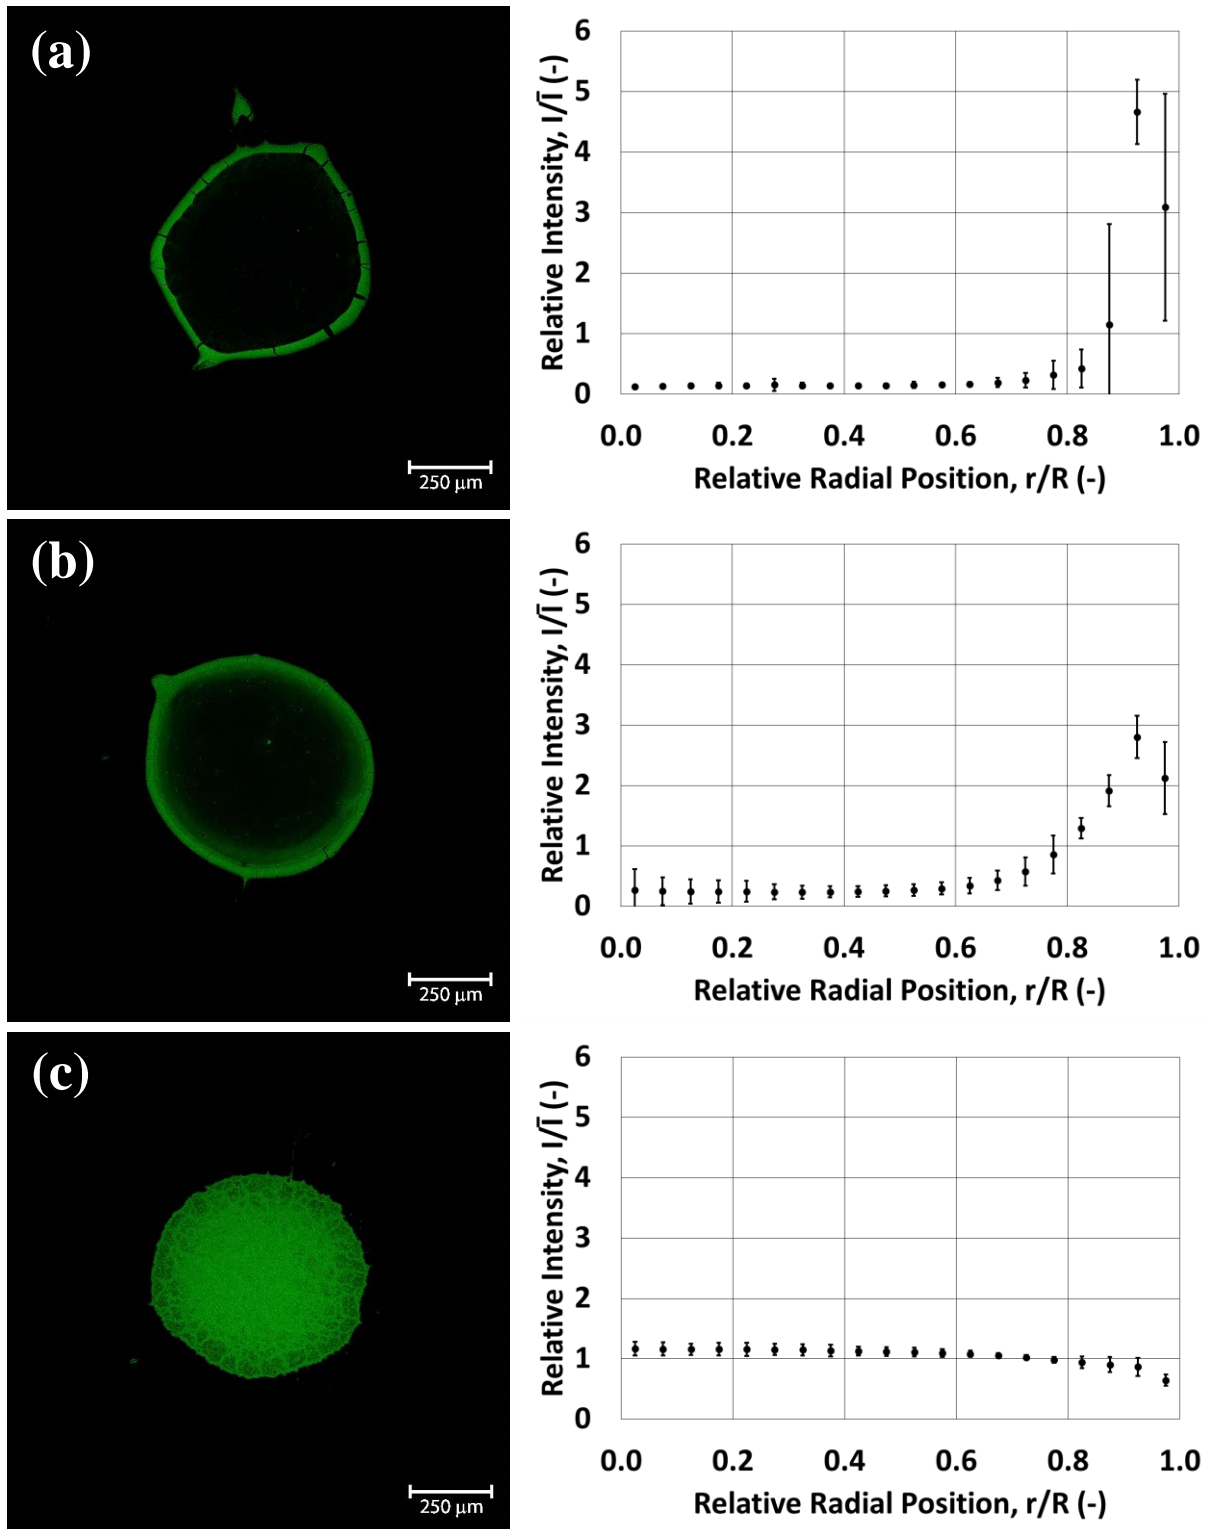 (a)
250 µm
6
5
4
3
2
1
0
Relative Intensity, I/Ī (-)
0.0 0.2 0.4 0.6 0.8 1.0
Relative Radial Position, r/R (-)
(b)
250 µm
6
5
4
3
2
1
0
Relative Intensity, I/Ī (-)
0.0 0.2 0.4 0.6 0.8 1.0
Relative Radial Position, r/R (-)
(c)
250 µm
6
5
4
3
2
1
0
Relative Intensity, I/Ī (-)
0.0 0.2 0.4 0.6 0.8 1.0
Relative Radial Position, r/R (-)